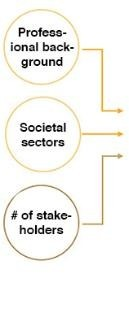 Profess-
ional back-
ground
Societal
sectors
# of stake-
holders